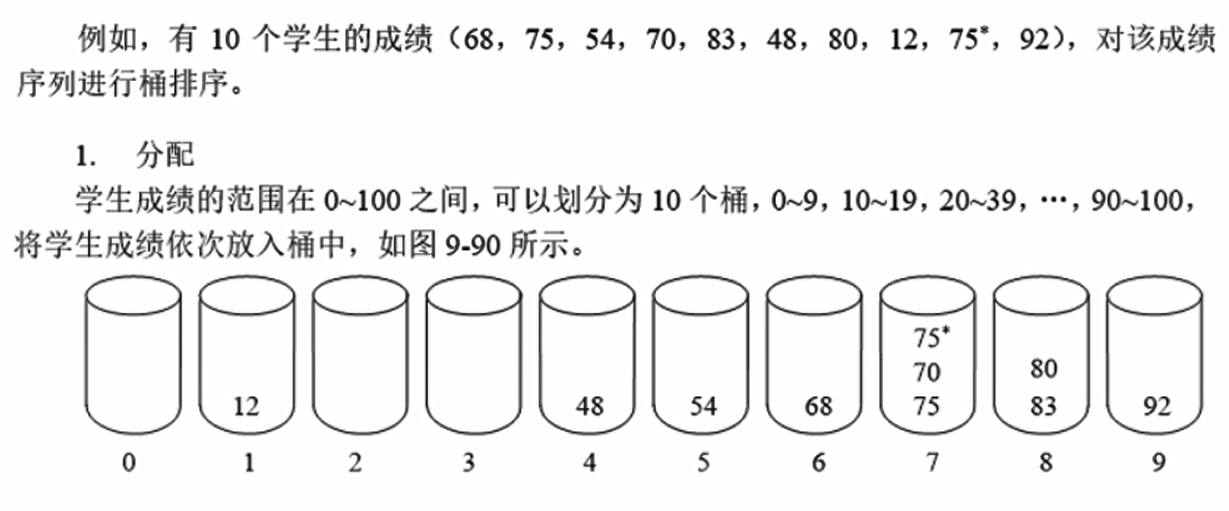 例如，有 10 个学生的成绩（68，75，54，70，83，48，80，12，75*，92），对该成绩
序列进行桶排序。
1. 分配
学生成绩的范围在 0~100 之间，可以划分为 10 个桶，0~9，10~19，20~39，…，90~100，
将学生成绩依次放入桶中，如图 9-90 所示。
75*
70 80
12 48 54 68 75 83 92
0 1 2 3 4 5 6 7 8 9